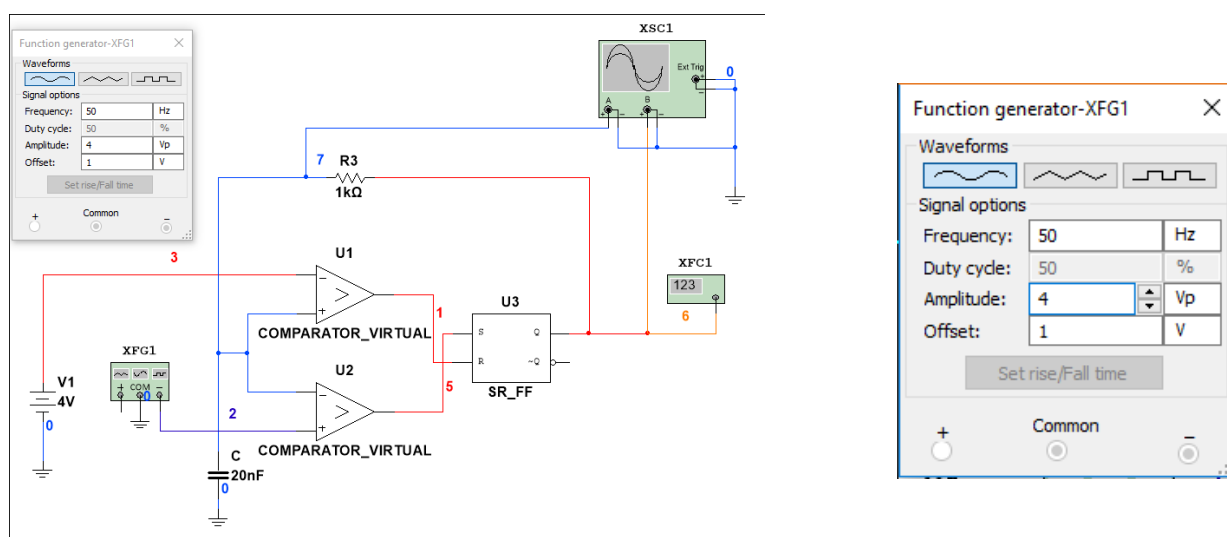 Function generator-XFG1
Waveforms
Signal options
Frequency: 50 Hz
Duty cycle: 50 %
Amplitude: 4 Vp
Offset: 1 V
Set rise/Fall time
+ Common −
XSC1
Ext Trig
+
−
0
A
B
+ − + −
7
R3
1kΩ
3
U1
−
+
COMPARATOR_VIRTUAL
1
XFC1
123
6
U3
S Q
R ~Q
SR_FF
5
U2
−
+
COMPARATOR_VIRTUAL
XFG1
+ COM −
0
2
V1
4V
0
C
20nF
0
Function generator-XFG1
Waveforms
Signal options
Frequency: 50 Hz
Duty cycle: 50 %
Amplitude: 4 Vp
Offset: 1 V
Set rise/Fall time
+ Common −